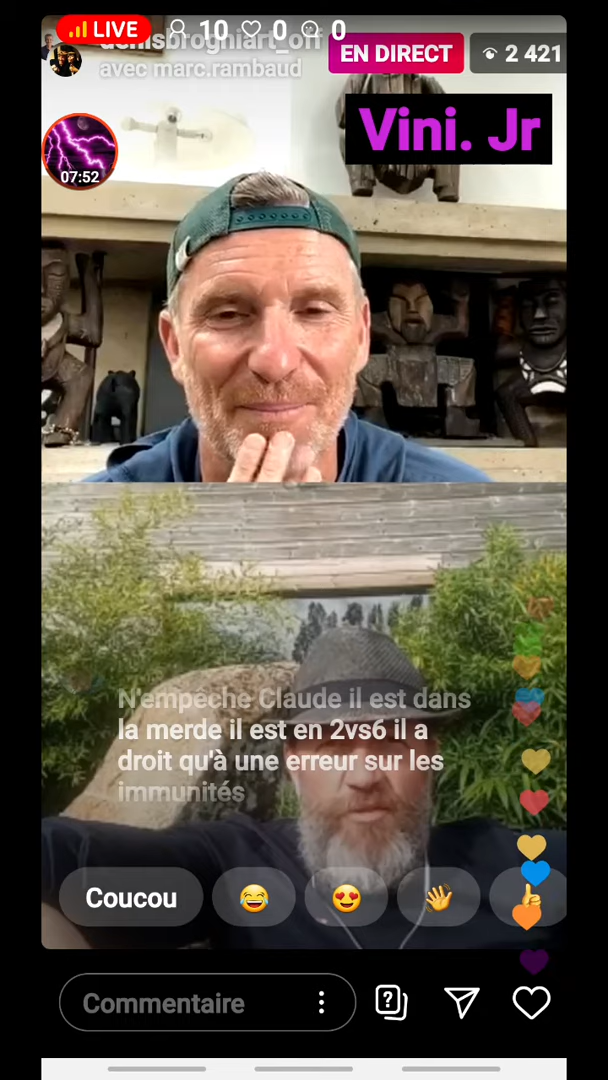 LIVE 10 0 0
denisbrogniart_off
avec marc.rambaud
EN DIRECT
2 421
Vini. Jr
07:52
N'empêche Claude il est dans
la merde il est en 2vs6 il a
droit qu'à une erreur sur les
immunités
Coucou
Commentaire